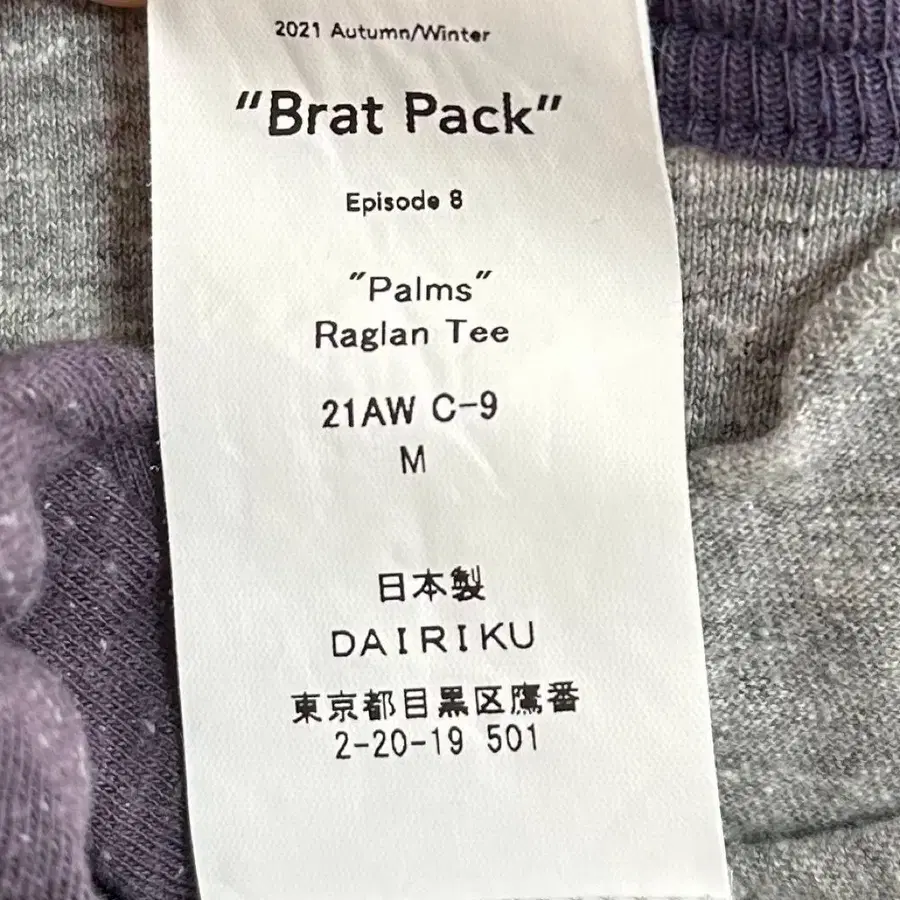 2021 Autumn/Winter
"Brat Pack"
Episode 8
"Palms"
Raglan Tee
21AW C-9
M
日本製
DAIRIKU
東京都目黒区鷹番
2-20-19 501